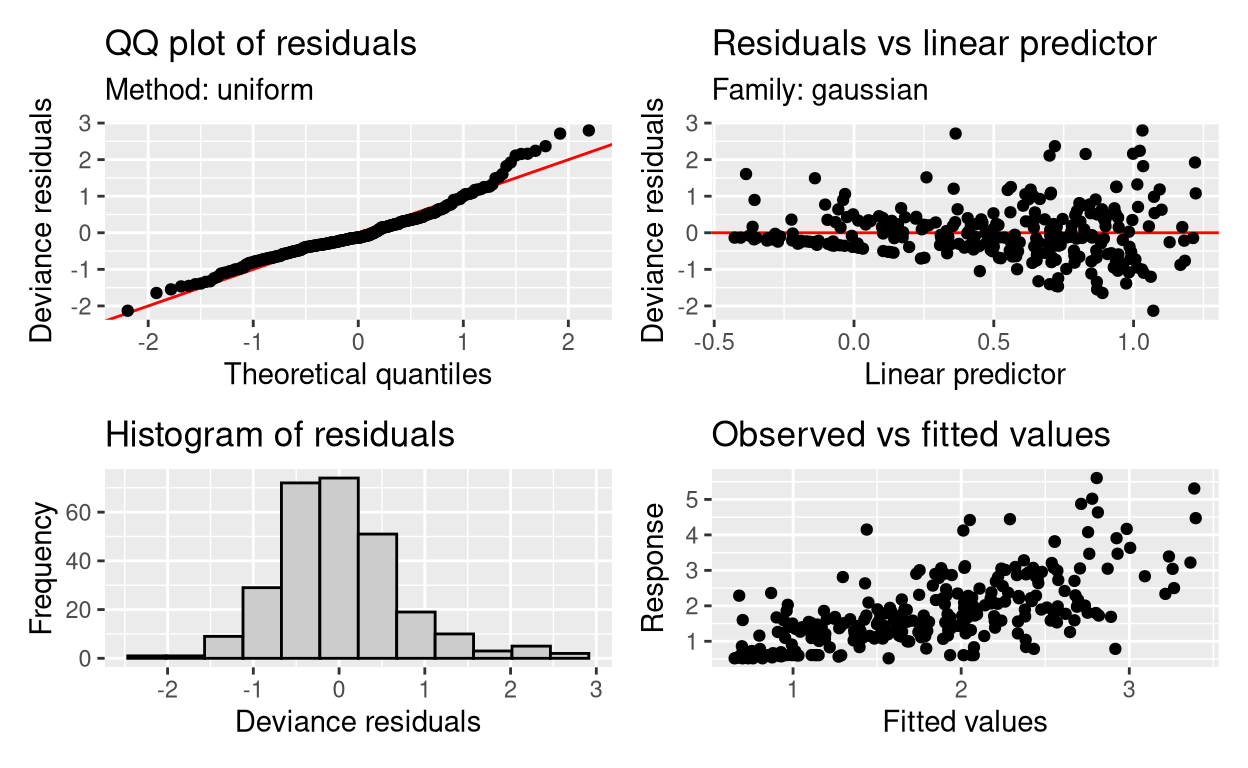 QQ plot of residuals
Method: uniform
Deviance residuals
3
2
1
0
-1
-2
-2
-1
0
1
2
Theoretical quantiles
Residuals vs linear predictor
Family: gaussian
Deviance residuals
3
2
1
0
-1
-2
-0.5
0.0
0.5
1.0
Linear predictor
Histogram of residuals
Frequency
60
40
20
0
-2
-1
0
1
2
3
Deviance residuals
Observed vs fitted values
Response
5
4
3
2
1
1
2
3
Fitted values